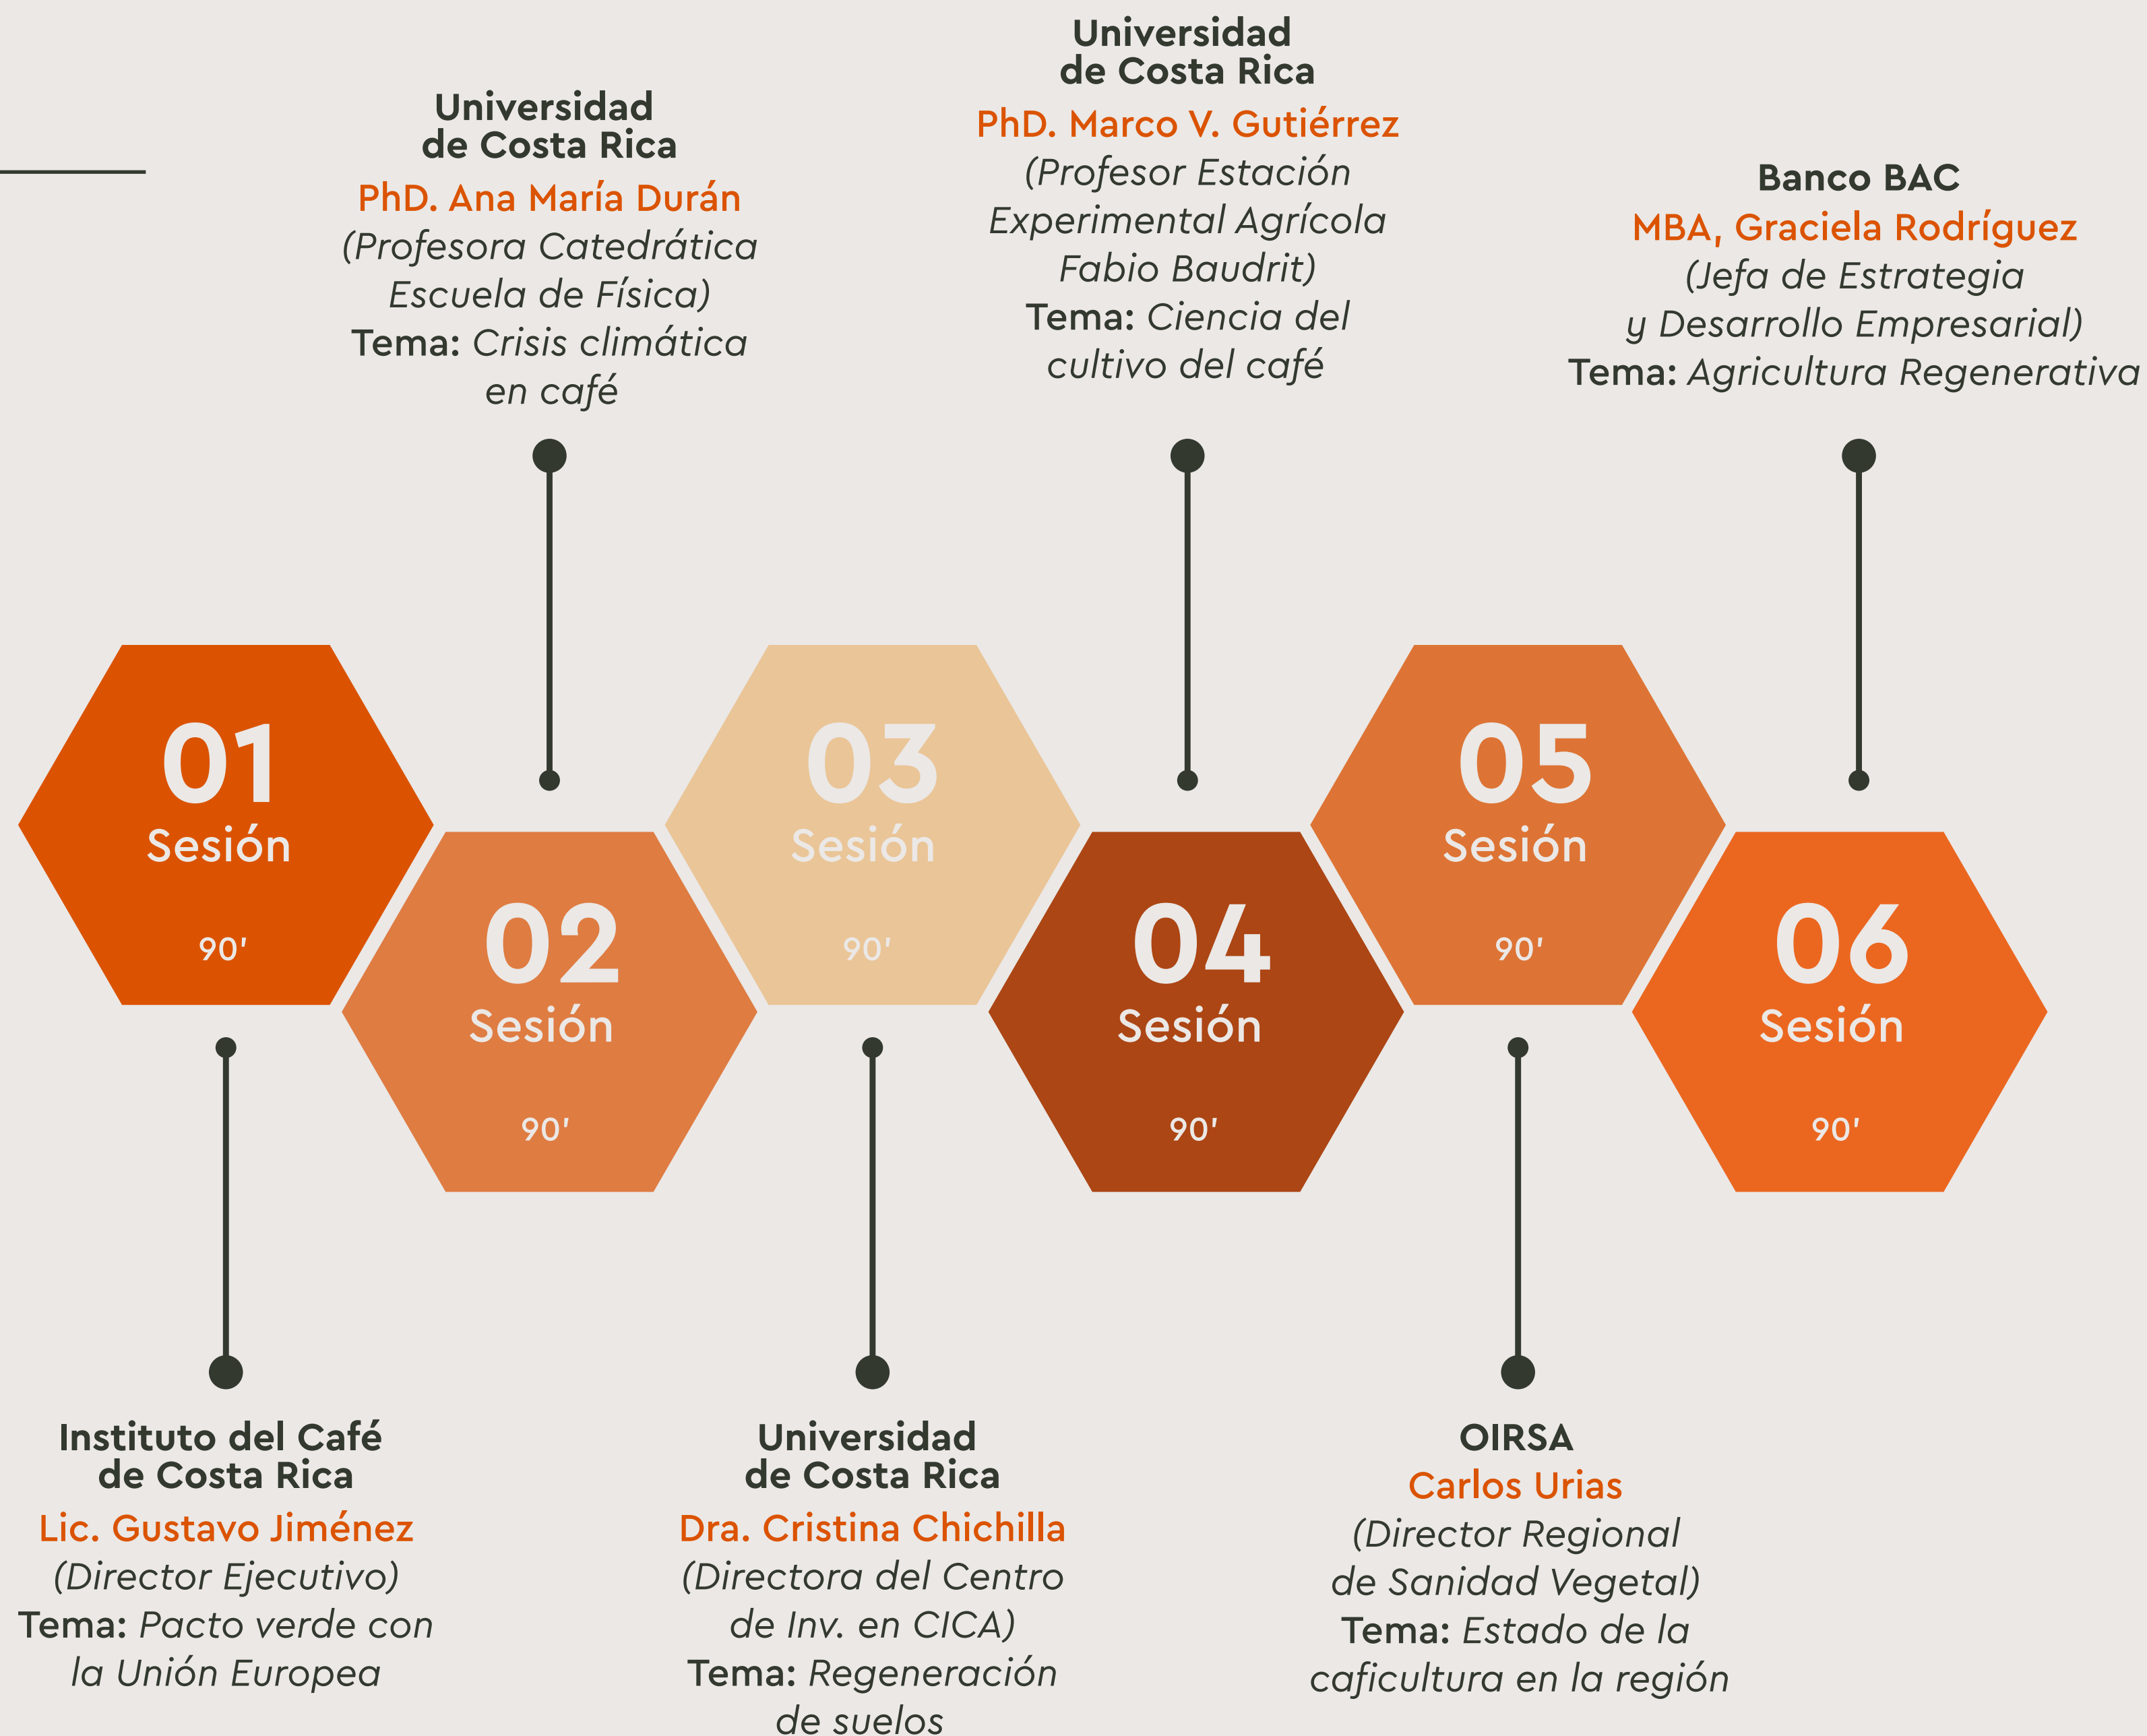 Universidad
de Costa Rica
PhD. Ana María Durán
(Profesora Catedrática
Escuela de Física)
Tema: Crisis climática
en café
Universidad
de Costa Rica
PhD. Marco V. Gutiérrez
(Profesor Estación
Experimental Agrícola
Fabio Baudrit)
Tema: Ciencia del
cultivo del café
Banco BAC
MBA, Graciela Rodríguez
(Jefa de Estrategia
y Desarrollo Empresarial)
Tema: Agricultura Regenerativa
01
Sesión
90'
02
Sesión
90'
03
Sesión
90'
04
Sesión
90'
05
Sesión
90'
06
Sesión
90'
Instituto del Café
de Costa Rica
Lic. Gustavo Jiménez
(Director Ejecutivo)
Tema: Pacto verde con
la Unión Europea
Universidad
de Costa Rica
Dra. Cristina Chichilla
(Directora del Centro
de Inv. en CICA)
Tema: Regeneración
de suelos
OIRSA
Carlos Urias
(Director Regional
de Sanidad Vegetal)
Tema: Estado de la
caficultura en la región